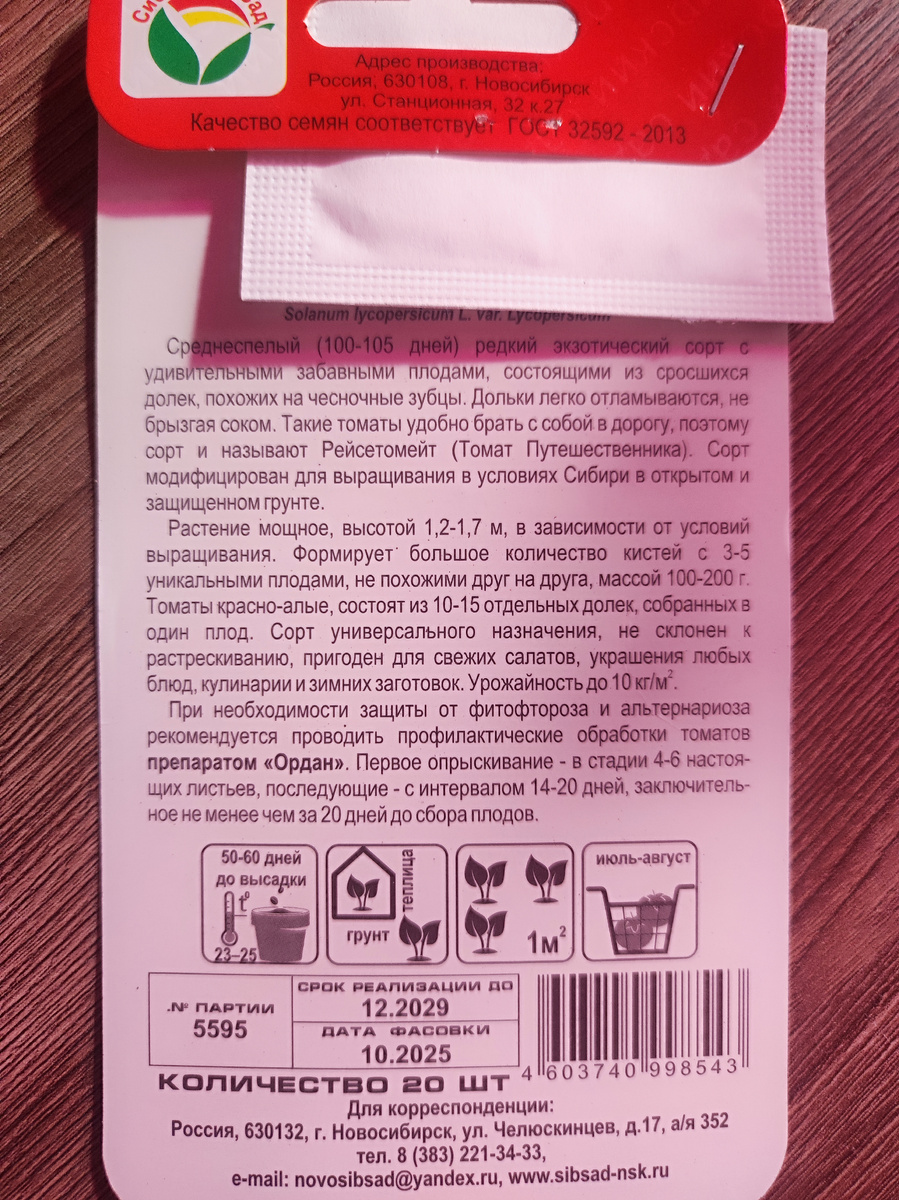 Адрес производства:
Россия, 630108, г. Новосибирск
ул. Станционная, 32 к.27
Качество семян соответствует ГОСТ 32592 - 2013
Solanum lycopersicum L. var. Lycopersicum
Среднеспелый (100-105 дней) редкий экзотический сорт с
удивительными забавными плодами, состоящими из сросшихся
долек, похожих на чесночные зубцы. Дольки легко отламываются, не
брызгая соком. Такие томаты удобно брать с собой в дорогу, поэтому
сорт и называют Рейсетомейт (Томат Путешественника). Сорт
модифицирован для выращивания в условиях Сибири в открытом и
защищенном грунте.
Растение мощное, высотой 1,2-1,7 м, в зависимости от условий
выращивания. Формирует большое количество кистей с 3-5
уникальными плодами, не похожими друг на друга, массой 100-200 г.
Томаты красно-алые, состоят из 10-15 отдельных долек, собранных в
один плод. Сорт универсального назначения, не склонен к
растрескиванию, пригоден для свежих салатов, украшения любых
блюд, кулинарии и зимних заготовок. Урожайность до 10 кг/м².
При необходимости защиты от фитофтороза и альтернариоза
рекомендуется проводить профилактические обработки томатов
препаратом «Ордан». Первое опрыскивание - в стадии 4-6 настоя-
щих листьев, последующие - с интервалом 14-20 дней, заключитель-
ное не менее чем за 20 дней до сбора плодов.
50-60 дней
до высадки
t⁰
23–25
теплица
грунт
1м²
июль-август
№ ПАРТИИ
5595
СРОК РЕАЛИЗАЦИИ ДО
12.2029
ДАТА ФАСОВКИ
10.2025
4 603740 998543
КОЛИЧЕСТВО 20 ШТ
Для корреспонденции:
Россия, 630132, г. Новосибирск, ул. Челюскинцев, д.17, а/я 352
тел. 8 (383) 221-34-33,
e-mail: novosibsad@yandex.ru, www.sibsad-nsk.ru